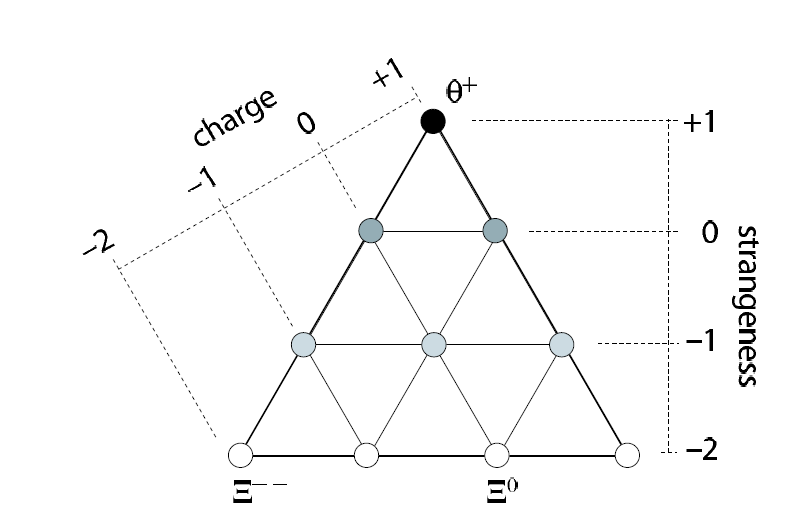 charge
+1
0
−1
−2
θ⁺
+1
0
−1
−2
strangeness
Ξ⁻⁻
Ξ⁰